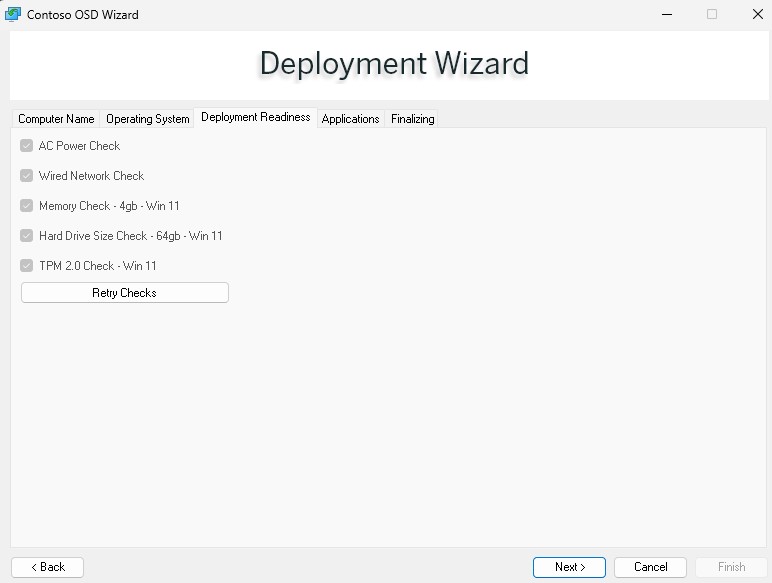 Contoso OSD Wizard
Deployment Wizard
Computer Name Operating System Deployment Readiness Applications Finalizing
AC Power Check
Wired Network Check
Memory Check - 4gb - Win 11
Hard Drive Size Check - 64gb - Win 11
TPM 2.0 Check - Win 11
Retry Checks
< Back Next > Cancel Finish